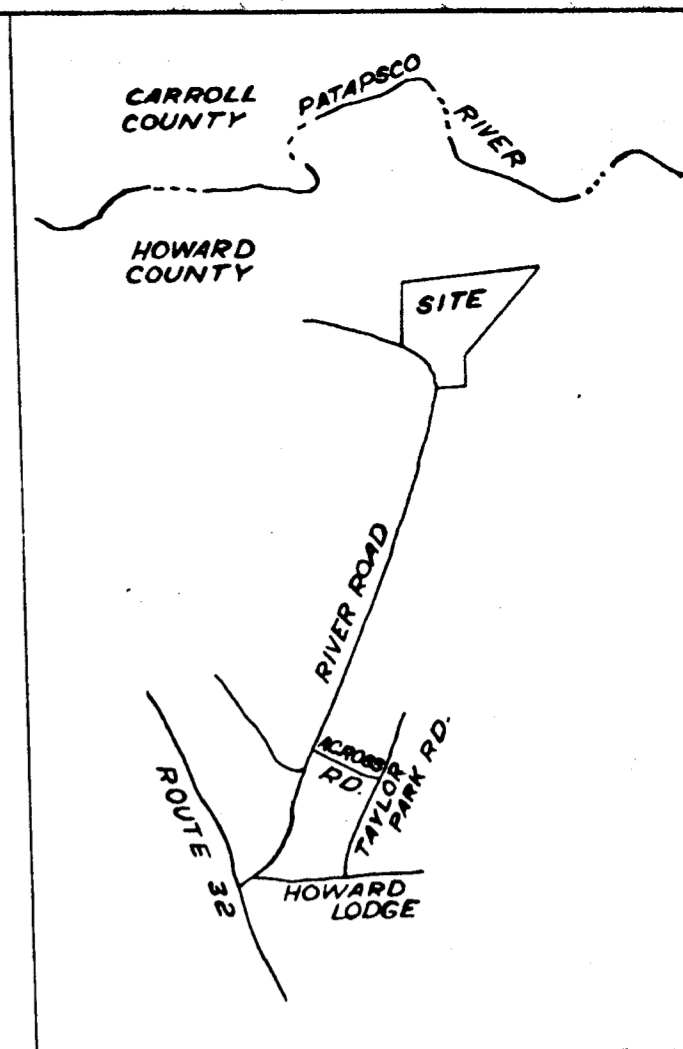 CARROLL
COUNTY
PATAPSCO
RIVER
HOWARD
COUNTY
SITE
RIVER ROAD
ACROSS
RD.
TAYLOR
PARK RD.
ROUTE 32
HOWARD
LODGE